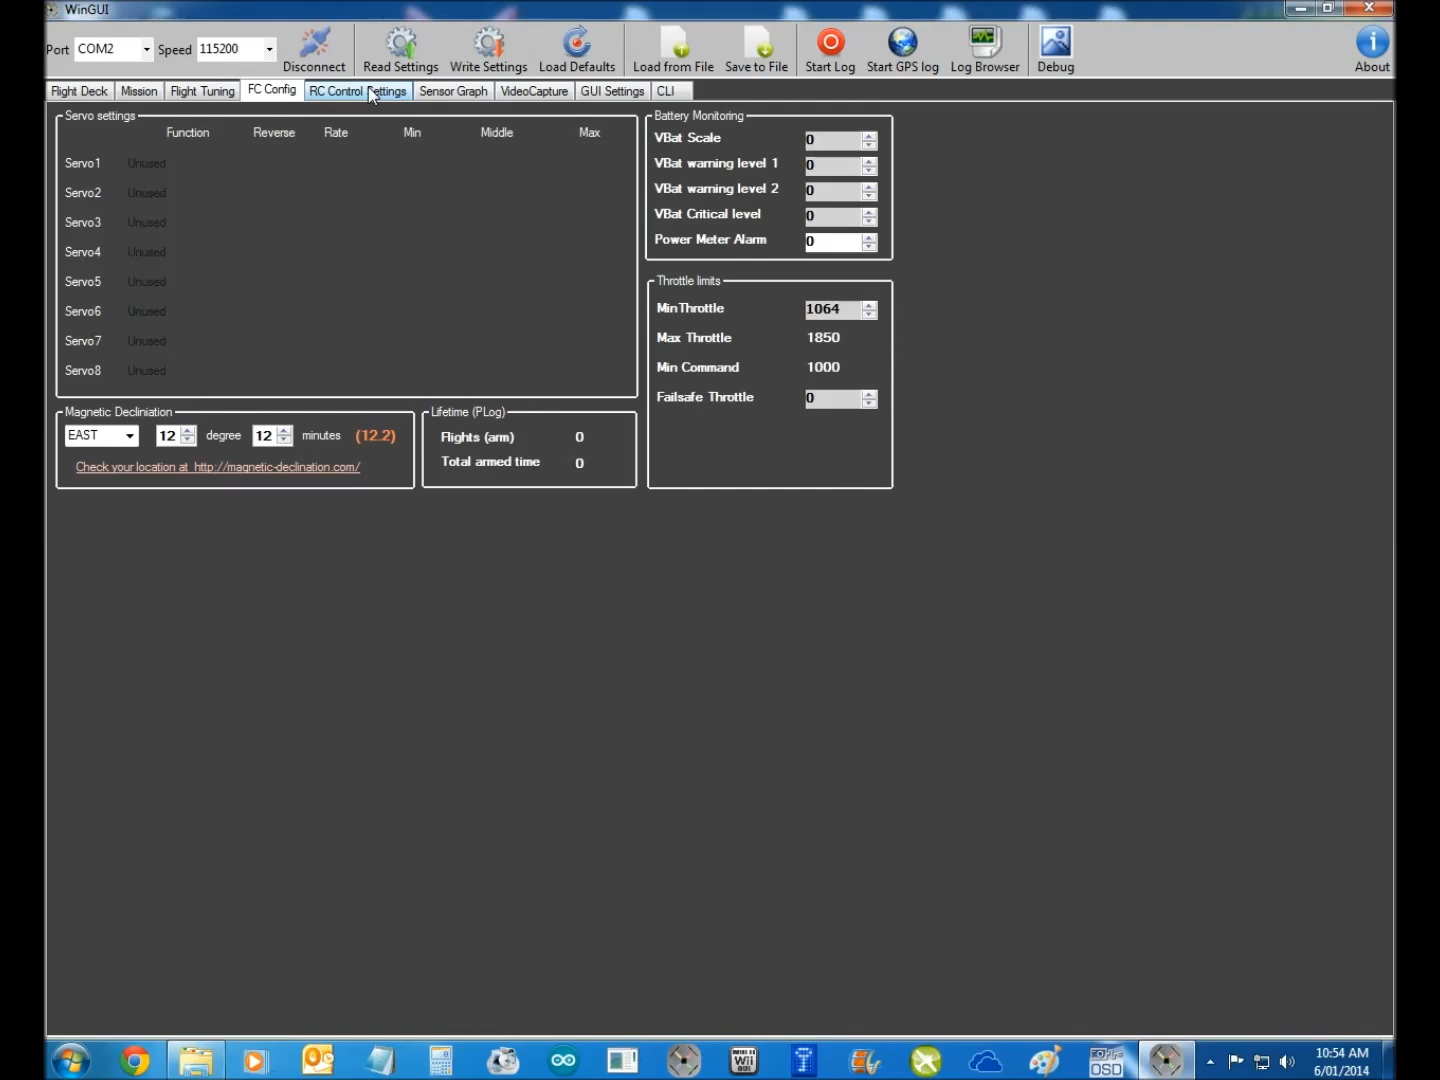 WinGUI
Port COM2 Speed 115200 Disconnect Read Settings Write Settings Load Defaults Load from File Save to File Start Log Start GPS log Log Browser Debug About
Flight Deck Mission Flight Tuning FC Config RC Control Settings Sensor Graph VideoCapture GUI Settings CLI
Servo settings
Function Reverse Rate Min Middle Max
Servo1 Unused
Servo2 Unused
Servo3 Unused
Servo4 Unused
Servo5 Unused
Servo6 Unused
Servo7 Unused
Servo8 Unused
Battery Monitoring
VBat Scale 0
VBat warning level 1 0
VBat warning level 2 0
VBat Critical level 0
Power Meter Alarm 0
Throttle limits
MinThrottle 1064
Max Throttle 1850
Min Command 1000
Failsafe Throttle 0
Magnetic Decliniation
EAST 12 degree 12 minutes (12.2)
Check your location at http://magnetic-declination.com/
Lifetime (PLog)
Flights (arm) 0
Total armed time 0
OSD
10:54 AM
6/01/2014